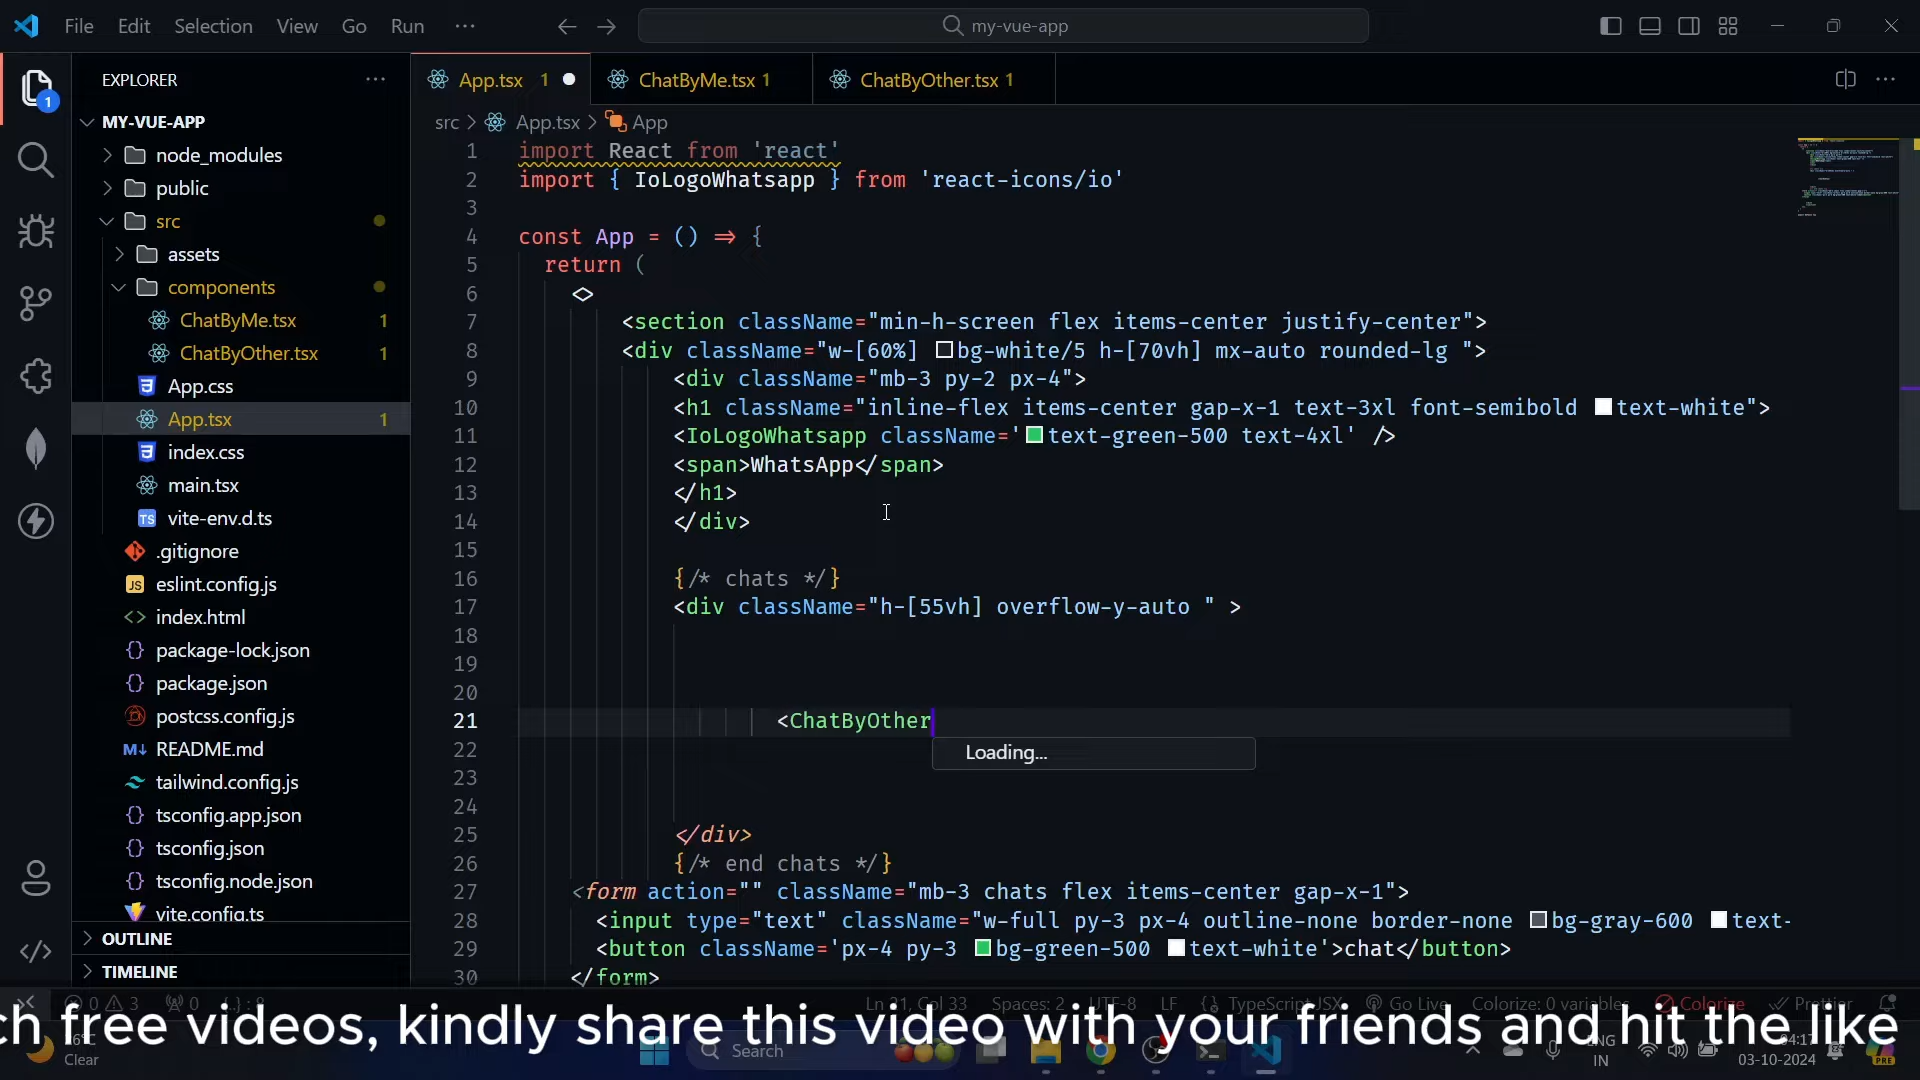 File Edit Selection View Go Run ··· my-vue-app
EXPLORER ···
App.tsx 1 ChatByMe.tsx 1 ChatByOther.tsx 1
MY-VUE-APP
node_modules
public
src
assets
components
ChatByMe.tsx 1
ChatByOther.tsx 1
App.css
App.tsx 1
index.css
main.tsx
TS vite-env.d.ts
.gitignore
JS eslint.config.js
<> index.html
{} package-lock.json
{} package.json
postcss.config.js
M↓ README.md
tailwind.config.js
{} tsconfig.app.json
{} tsconfig.json
{} tsconfig.node.json
vite.config.ts
OUTLINE
TIMELINE
src > App.tsx > App
1 import React from 'react'
2 import { IoLogoWhatsapp } from 'react-icons/io'
3
4 const App = () => {
5 return (
6 <>
7 <section className="min-h-screen flex items-center justify-center">
8 <div className="w-[60%] bg-white/5 h-[70vh] mx-auto rounded-lg ">
9 <div className="mb-3 py-2 px-4">
10 <h1 className="inline-flex items-center gap-x-1 text-3xl font-semibold text-white">
11 <IoLogoWhatsapp className='text-green-500 text-4xl' />
12 <span>WhatsApp</span>
13 </h1>
14 </div>
15
16 {/* chats */}
17 <div className="h-[55vh] overflow-y-auto " >
18
19
20
21 <ChatByOther
Loading...
22
23
24
25 </div>
26 {/* end chats */}
27 <form action="" className="mb-3 chats flex items-center gap-x-1">
28 <input type="text" className="w-full py-3 px-4 outline-none border-none bg-gray-600 text-
29 <button className='px-4 py-3 bg-green-500 text-white'>chat</button>
30 </form>
0 3 0 {..}: 8 Ln 21, Col 33 Spaces: 2 UTF-8 LF {} TypeScript JSX Go Live Colorize: 0 variables Colorize Prettier
ch free videos, kindly share this video with your friends and hit the like
Clear
Search
ENG
IN
04:17
03-10-2024
PRE